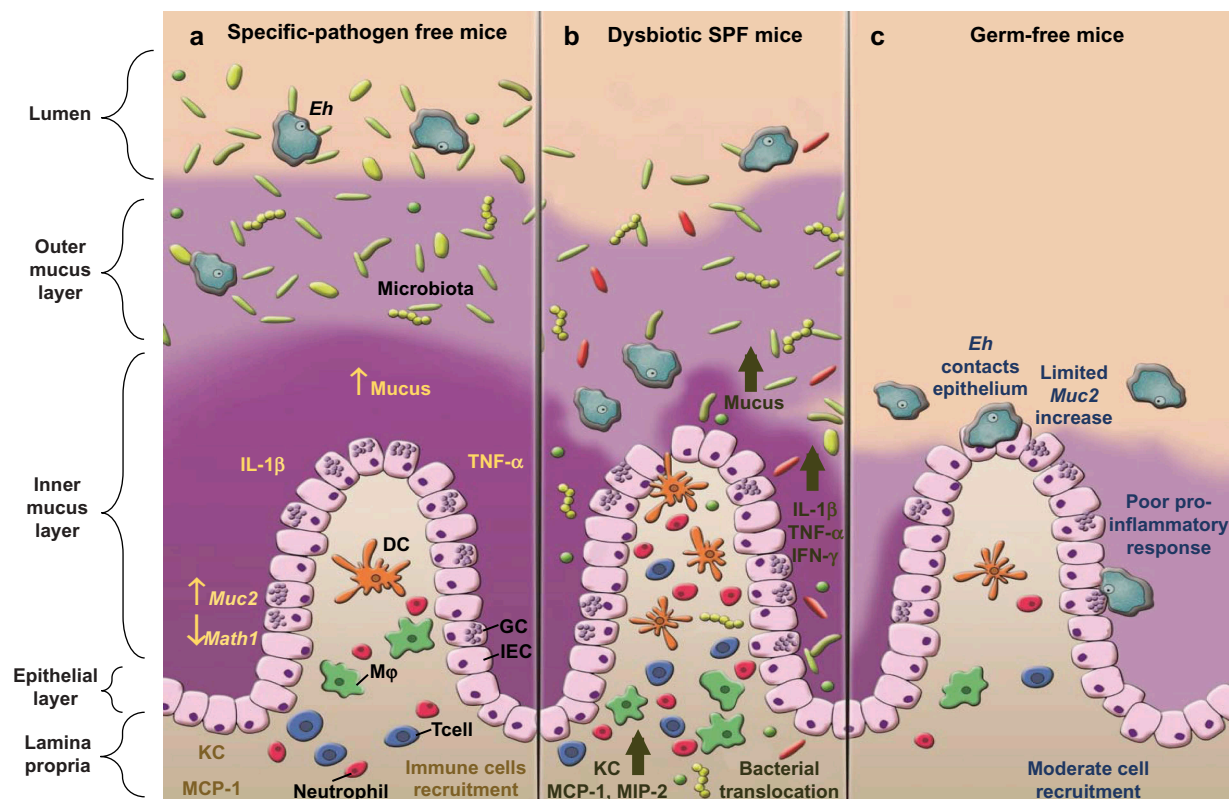 a Specific-pathogen free mice
b Dysbiotic SPF mice
c Germ-free mice
Lumen
Outer
mucus
layer
Inner
mucus
layer
Epithelial
layer
Lamina
propria
Eh
Microbiota
↑ Mucus
IL-1β
TNF-α
DC
↑ Muc2
↓ Math1
GC
IEC
Mφ
Tcell
KC
MCP-1
Neutrophil
Immune cells
recruitment
Mucus
IL-1β
TNF-α
IFN-γ
KC
MCP-1, MIP-2
Bacterial
translocation
Eh
contacts
epithelium
Limited
Muc2
increase
Poor pro-
inflammatory
response
Moderate cell
recruitment